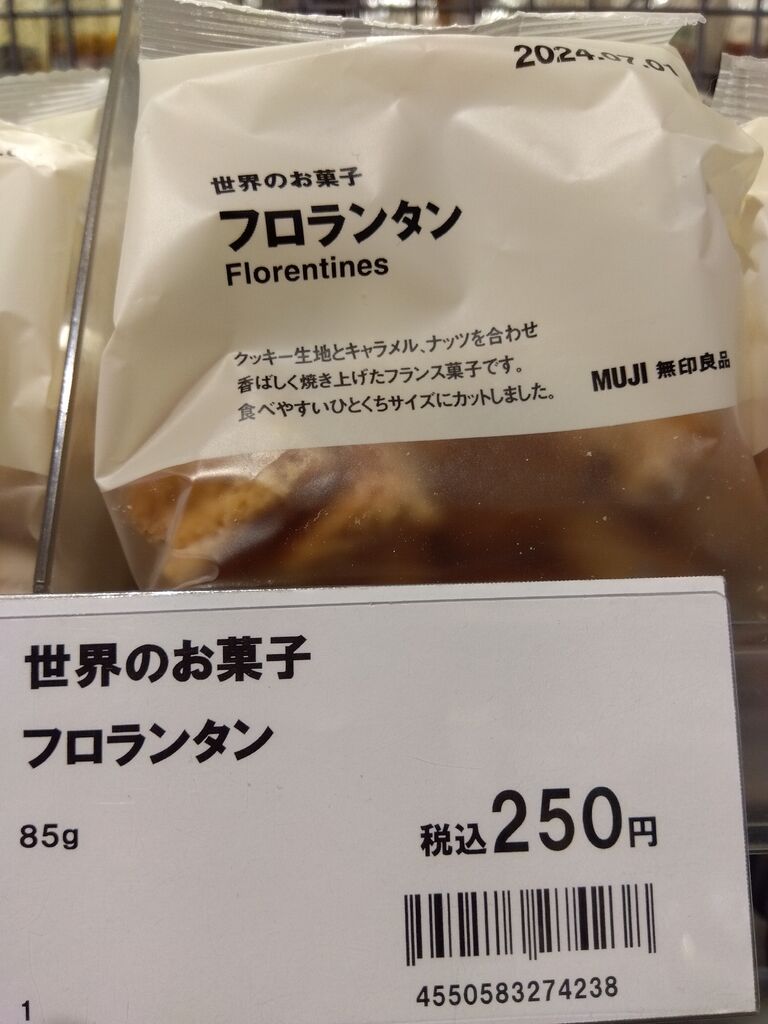 2024.07.01
世界のお菓子
フロランタン
Florentines
クッキー生地とキャラメル、ナッツを合わせ
香ばしく焼き上げたフランス菓子です。
食べやすいひとくちサイズにカットしました。
MUJI 無印良品
世界のお菓子
フロランタン
85g
税込250円
4550583274238
1